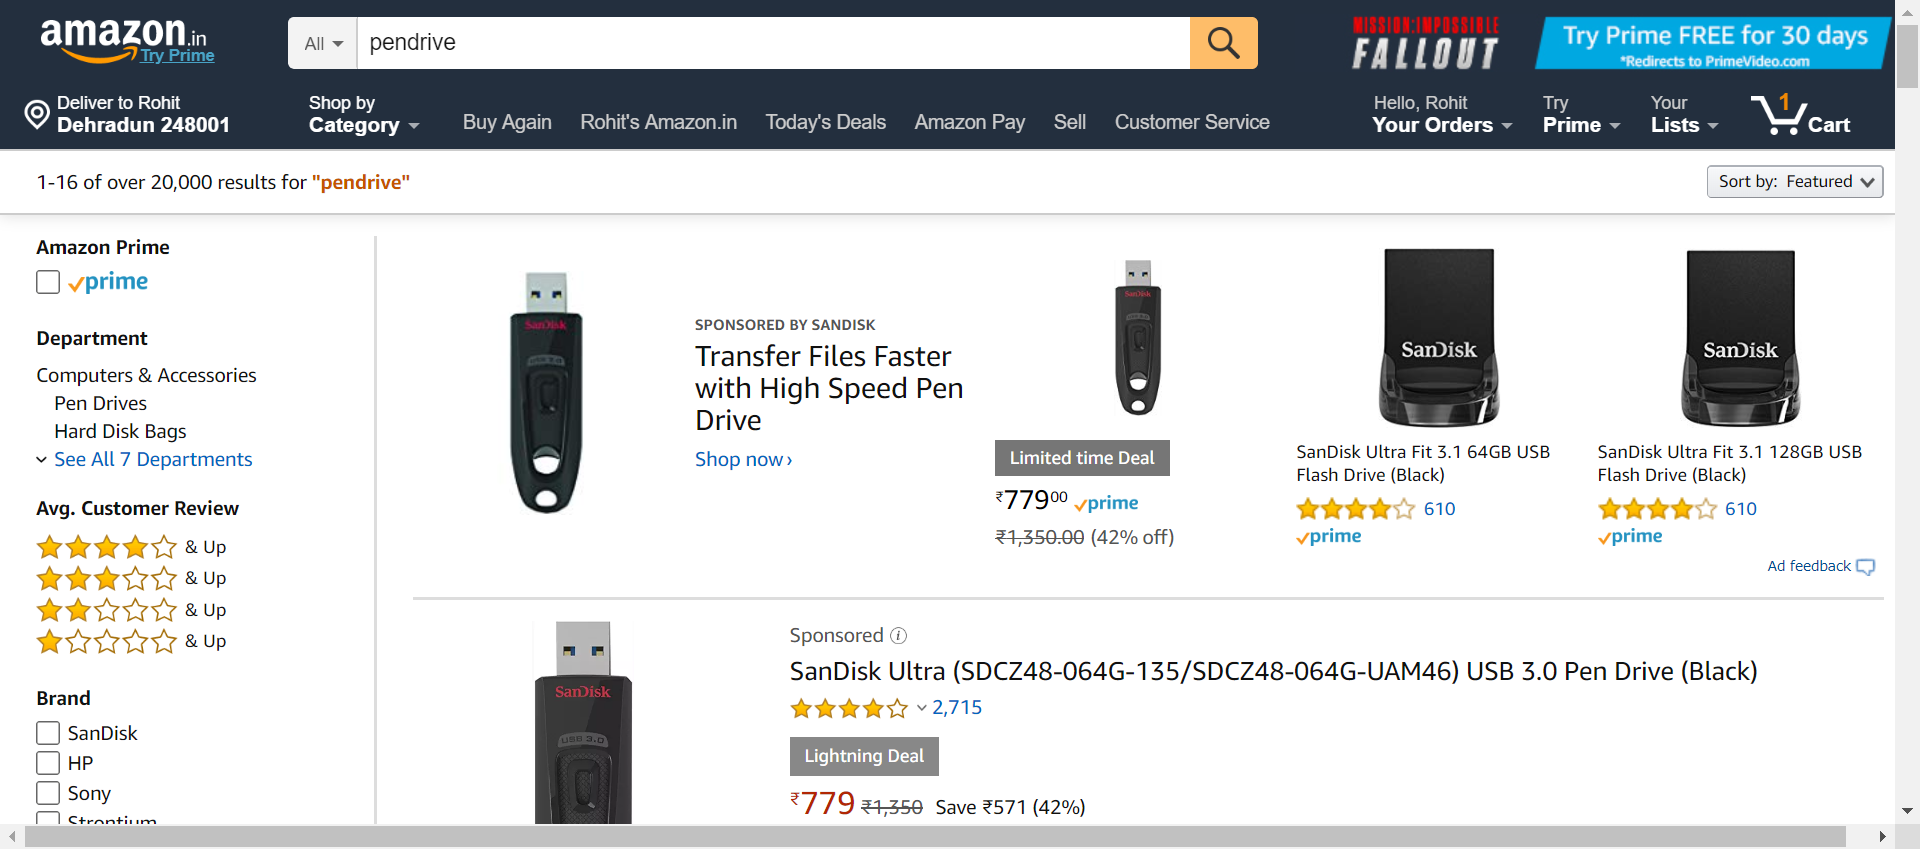 amazon.in
Try Prime
All
pendrive
MISSION:IMPOSSIBLE
FALLOUT
Try Prime FREE for 30 days
*Redirects to PrimeVideo.com
Deliver to Rohit
Dehradun 248001
Shop by
Category
Buy Again
Rohit's Amazon.in
Today's Deals
Amazon Pay
Sell
Customer Service
Hello, Rohit
Your Orders
Try
Prime
Your
Lists
1
Cart
1-16 of over 20,000 results for "pendrive"
Sort by: Featured
Amazon Prime
prime
Department
Computers & Accessories
Pen Drives
Hard Disk Bags
See All 7 Departments
Avg. Customer Review
& Up
& Up
& Up
& Up
Brand
SanDisk
HP
Sony
Strontium
SanDisk
USB 3.0
SPONSORED BY SANDISK
Transfer Files Faster
with High Speed Pen
Drive
Shop now ›
SanDisk
Limited time Deal
₹77900 prime
₹1,350.00 (42% off)
SanDisk
SanDisk Ultra Fit 3.1 64GB USB
Flash Drive (Black)
610
prime
SanDisk
SanDisk Ultra Fit 3.1 128GB USB
Flash Drive (Black)
610
prime
Ad feedback
SanDisk
USB 3.0
Sponsored
SanDisk Ultra (SDCZ48-064G-135/SDCZ48-064G-UAM46) USB 3.0 Pen Drive (Black)
2,715
Lightning Deal
₹779 ₹1,350 Save ₹571 (42%)